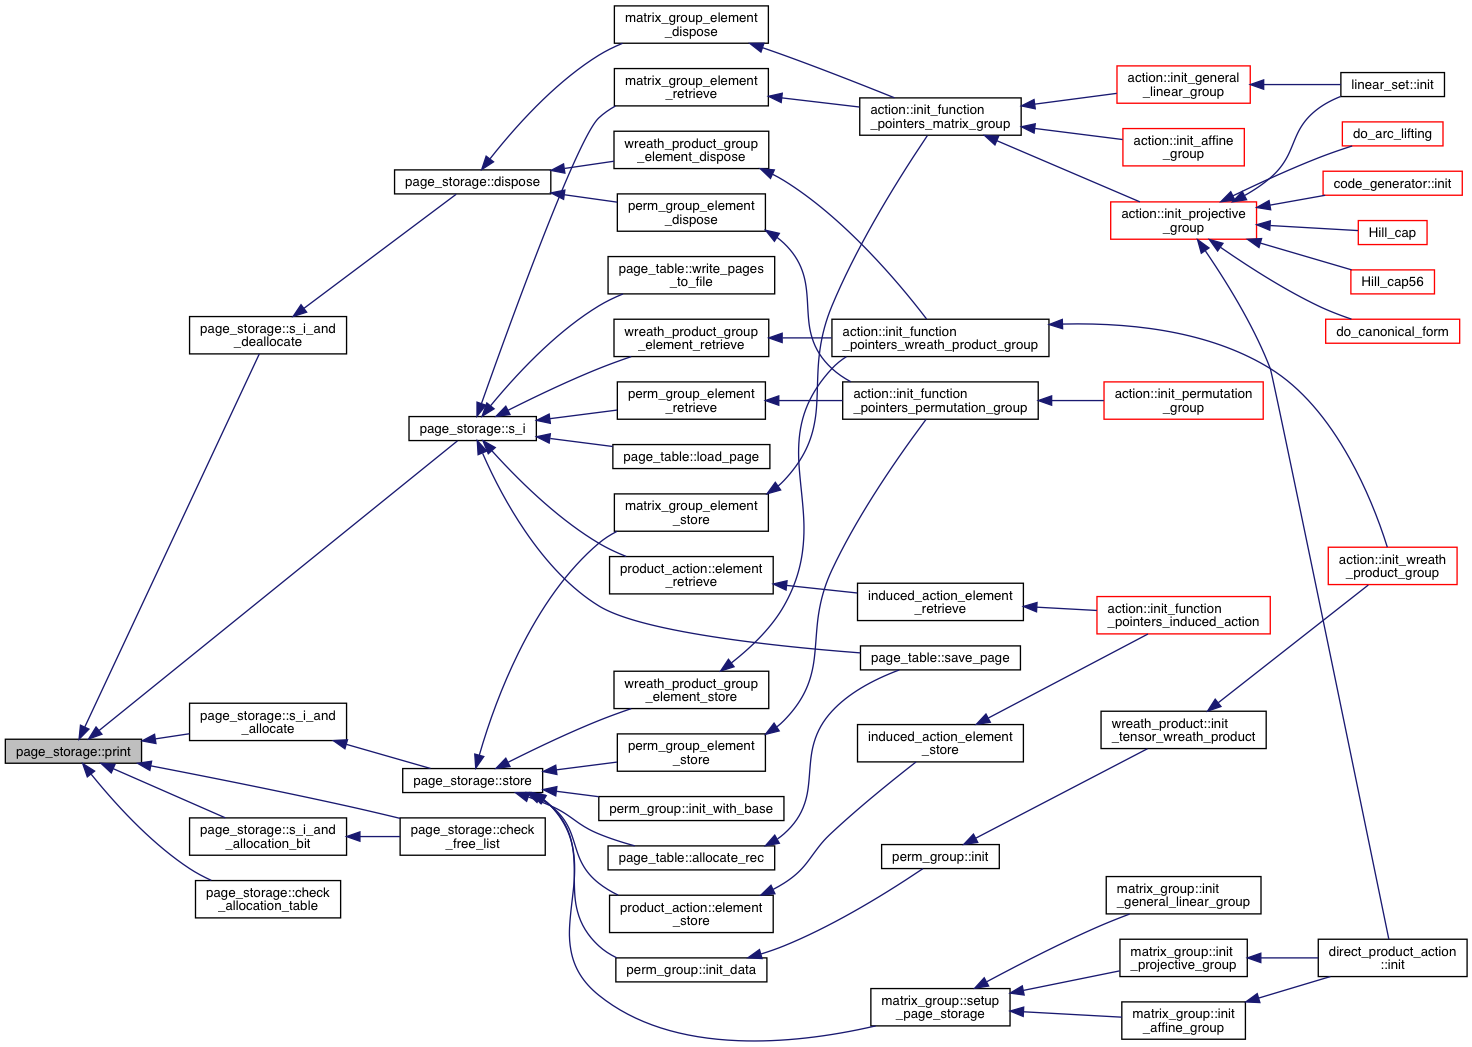 page_storage::print
page_storage::s_i_and
_deallocate
page_storage::s_i_and
_allocate
page_storage::s_i_and
_allocation_bit
page_storage::check
_allocation_table
page_storage::dispose
page_storage::s_i
page_storage::store
page_storage::check
_free_list
matrix_group_element
_dispose
matrix_group_element
_retrieve
wreath_product_group
_element_dispose
perm_group_element
_dispose
page_table::write_pages
_to_file
wreath_product_group
_element_retrieve
perm_group_element
_retrieve
page_table::load_page
matrix_group_element
_store
product_action::element
_retrieve
wreath_product_group
_element_store
perm_group_element
_store
perm_group::init_with_base
page_table::allocate_rec
product_action::element
_store
perm_group::init_data
action::init_function
_pointers_matrix_group
action::init_function
_pointers_wreath_product_group
action::init_function
_pointers_permutation_group
induced_action_element
_retrieve
page_table::save_page
induced_action_element
_store
perm_group::init
matrix_group::setup
_page_storage
action::init_general
_linear_group
action::init_affine
_group
action::init_projective
_group
action::init_permutation
_group
action::init_function
_pointers_induced_action
wreath_product::init
_tensor_wreath_product
matrix_group::init
_general_linear_group
matrix_group::init
_projective_group
matrix_group::init
_affine_group
linear_set::init
do_arc_lifting
code_generator::init
Hill_cap
Hill_cap56
do_canonical_form
action::init_wreath
_product_group
direct_product_action
::init